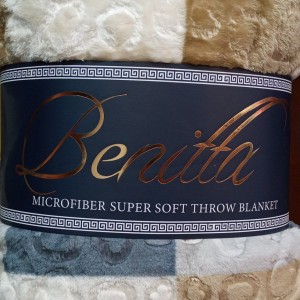 Benitta
MICROFIBER SUPER SOFT THROW BLANKET